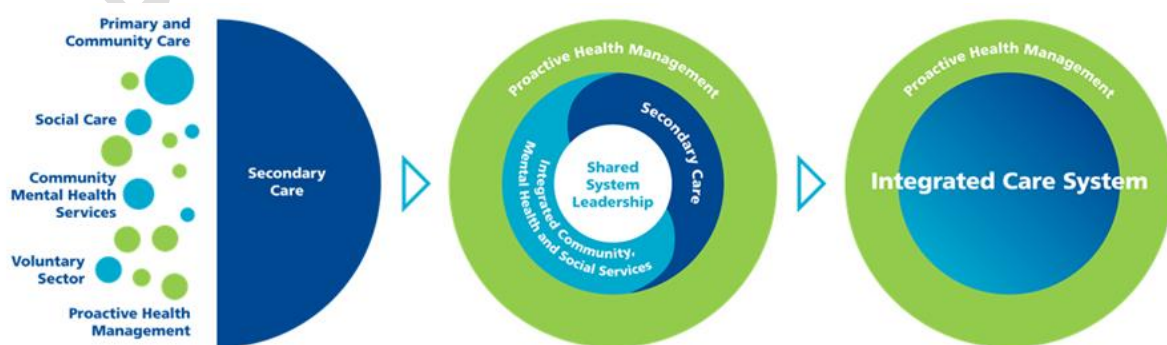 Primary and
Community Care
Social Care
Community
Mental Health
Services
Voluntary
Sector
Proactive Health
Management
Secondary
Care
Proactive Health Management
Secondary Care
Shared
System
Leadership
Integrated Community,
Mental Health and Social Services
Proactive Health Management
Integrated Care System